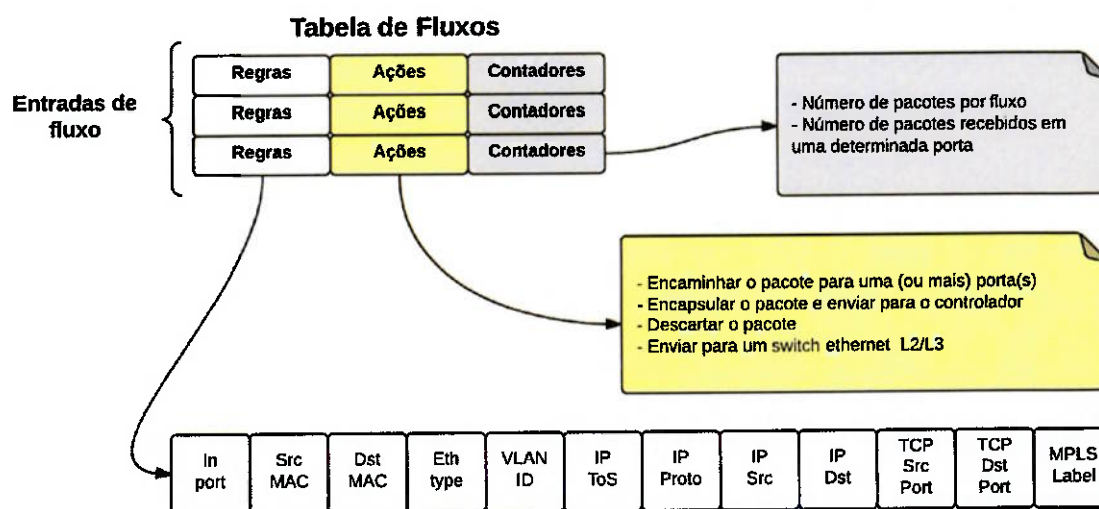 Tabela de Fluxos
Entradas de
fluxo
Regras Ações Contadores
Regras Ações Contadores
Regras Ações Contadores
- Número de pacotes por fluxo
- Número de pacotes recebidos em
uma determinada porta
- Encaminhar o pacote para uma (ou mais) porta(s)
- Encapsular o pacote e enviar para o controlador
- Descartar o pacote
- Enviar para um switch ethernet L2/L3
In port
Src MAC
Dst MAC
Eth type
VLAN ID
IP ToS
IP Proto
IP Src
IP Dst
TCP Src Port
TCP Dst Port
MPLS Label